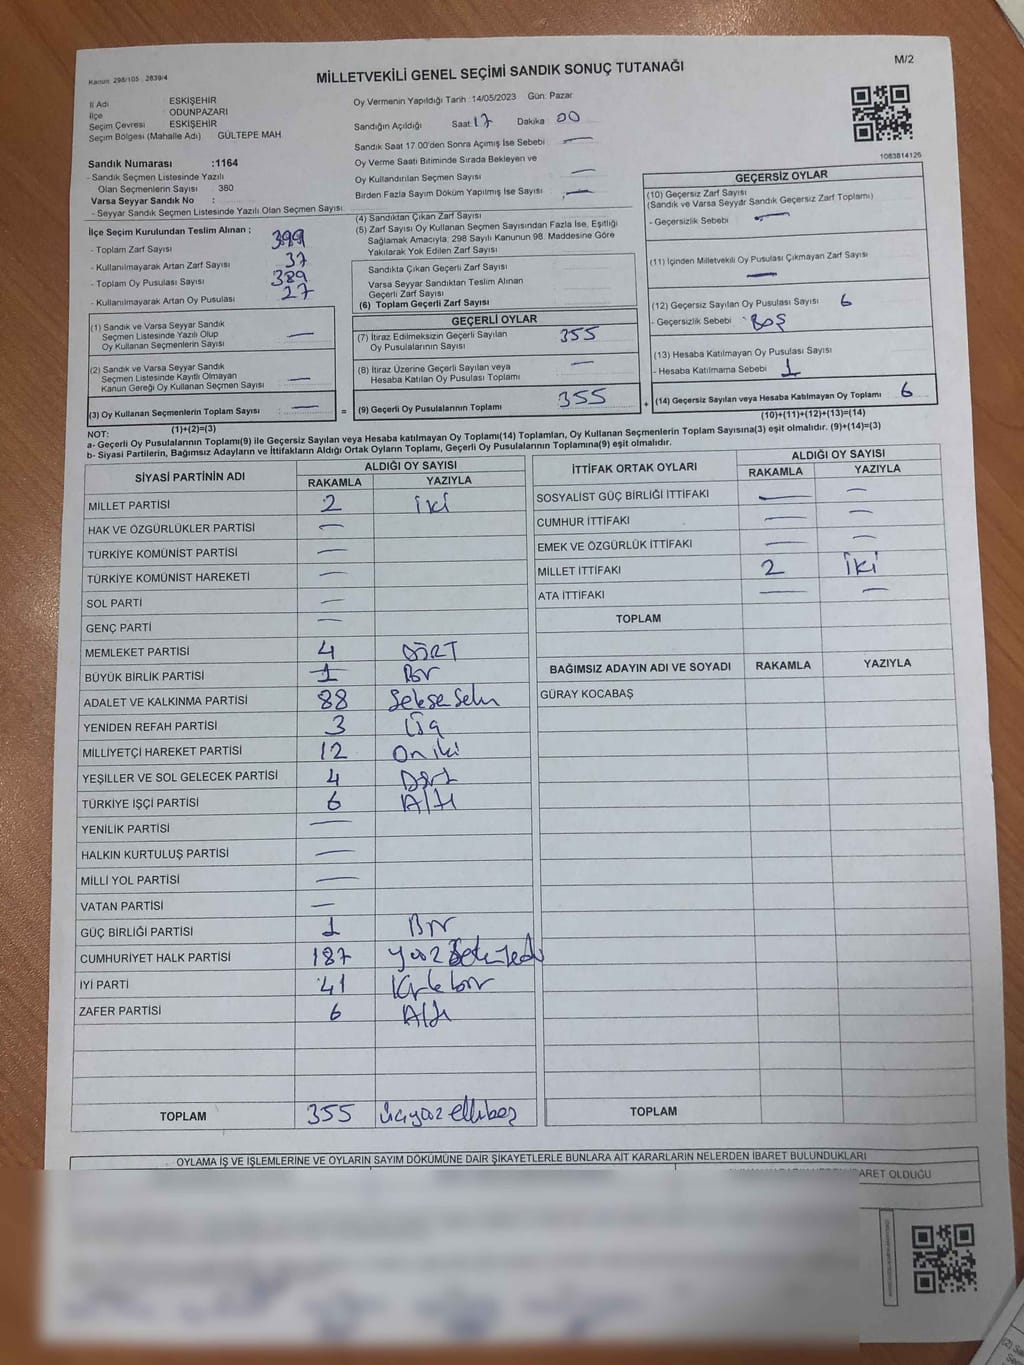 Kanun: 298/105 - 2839/4
MİLLETVEKİLİ GENEL SEÇİMİ SANDIK SONUÇ TUTANAĞI
M/2
İl Adı ESKİŞEHİR
İlçe ODUNPAZARI
Seçim Çevresi ESKİŞEHİR
Seçim Bölgesi (Mahalle Adı) GÜLTEPE MAH.
Oy Vermenin Yapıldığı Tarih :14/05/2023 Gün: Pazar
Sandığın Açıldığı Saat 17 Dakika 00
Sandık Saat 17.00'den Sonra Açımış İse Sebebi : —
Oy Verme Saati Bitiminde Sırada Bekleyen ve
Oy Kullandırılan Seçmen Sayısı : —
Birden Fazla Sayım Döküm Yapılmış İse Sayısı : —
1083814126
Sandık Numarası :1164
- Sandık Seçmen Listesinde Yazılı
Olan Seçmenlerin Sayısı : 380
Varsa Seyyar Sandık No :
- Seyyar Sandık Seçmen Listesinde Yazılı Olan Seçmen Sayısı:
İlçe Seçim Kurulundan Teslim Alınan ;
- Toplam Zarf Sayısı 399
- Kullanılmayarak Artan Zarf Sayısı 37
- Toplam Oy Pusulası Sayısı 389
- Kullanılmayarak Artan Oy Pusulası 27
(1) Sandık ve Varsa Seyyar Sandık
Seçmen Listesinde Yazılı Olup
Oy Kullanan Seçmenlerin Sayısı —
(2) Sandık ve Varsa Seyyar Sandık
Seçmen Listesinde Kayıtlı Olmayan
Kanun Gereği Oy Kullanan Seçmen Sayısı —
(3) Oy Kullanan Seçmenlerin Toplam Sayısı —
(1)+(2)=(3)
(4) Sandıktan Çıkan Zarf Sayısı
(5) Zarf Sayısı Oy Kullanan Seçmen Sayısından Fazla İse, Eşitliği
Sağlamak Amacıyla, 298 Sayılı Kanunun 98. Maddesine Göre
Yakılarak Yok Edilen Zarf Sayısı
Sandıkta Çıkan Geçerli Zarf Sayısı
Varsa Seyyar Sandıktan Teslim Alınan
Geçerli Zarf Sayısı
(6) Toplam Geçerli Zarf Sayısı
GEÇERLİ OYLAR
(7) İtiraz Edilmeksizin Geçerli Sayılan
Oy Pusulalarının Sayısı 355
(8) İtiraz Üzerine Geçerli Sayılan veya
Hesaba Katılan Oy Pusulası Toplamı —
= (9) Geçerli Oy Pusulalarının Toplamı 355 +
GEÇERSİZ OYLAR
(10) Geçersiz Zarf Sayısı
(Sandık ve Varsa Seyyar Sandık Geçersiz Zarf Toplamı)
- Geçersizlik Sebebi —
(11) İçinden Milletvekili Oy Pusulası Çıkmayan Zarf Sayısı
—
(12) Geçersiz Sayılan Oy Pusulası Sayısı 6
- Geçersizlik Sebebi : Boş
(13) Hesaba Katılmayan Oy Pusulası Sayısı
- Hesaba Katılmama Sebebi 1
(14) Geçersiz Sayılan veya Hesaba Katılmayan Oy Toplamı 6
(10)+(11)+(12)+(13)=(14)
NOT:
a- Geçerli Oy Pusulalarının Toplamı(9) ile Geçersiz Sayılan veya Hesaba katılmayan Oy Toplamı(14) Toplamları, Oy Kullanan Seçmenlerin Toplam Sayısına(3) eşit olmalıdır. (9)+(14)=(3)
b- Siyasi Partilerin, Bağımsız Adayların ve İttifakların Aldığı Ortak Oyların Toplamı, Geçerli Oy Pusulalarının Toplamına(9) eşit olmalıdır.
SİYASİ PARTİNİN ADI ALDIĞI OY SAYISI
RAKAMLA YAZIYLA
MİLLET PARTİSİ 2 iki
HAK VE ÖZGÜRLÜKLER PARTİSİ —
TÜRKİYE KOMÜNİST PARTİSİ —
TÜRKİYE KOMÜNİST HAREKETİ —
SOL PARTİ —
GENÇ PARTİ —
MEMLEKET PARTİSİ 4 DÖRT
BÜYÜK BİRLİK PARTİSİ 1 Bir
ADALET VE KALKINMA PARTİSİ 88 Seksen Sekiz
YENİDEN REFAH PARTİSİ 3 Üç
MİLLİYETÇİ HAREKET PARTİSİ 12 On iki
YEŞİLLER VE SOL GELECEK PARTİSİ 4 Dört
TÜRKİYE İŞÇİ PARTİSİ 6 Altı
YENİLİK PARTİSİ —
HALKIN KURTULUŞ PARTİSİ —
MİLLİ YOL PARTİSİ —
VATAN PARTİSİ —
GÜÇ BİRLİĞİ PARTİSİ 1 Bir
CUMHURİYET HALK PARTİSİ 187 yüz Seksen Yedi
İYİ PARTİ 41 Kırk bir
ZAFER PARTİSİ 6 Altı
TOPLAM 355 üçyüz ellibeş
İTTİFAK ORTAK OYLARI ALDIĞI OY SAYISI
RAKAMLA YAZIYLA
SOSYALİST GÜÇ BİRLİĞİ İTTİFAKI — —
CUMHUR İTTİFAKI — —
EMEK VE ÖZGÜRLÜK İTTİFAKI — —
MİLLET İTTİFAKI 2 iki
ATA İTTİFAKI — —
TOPLAM
BAĞIMSIZ ADAYIN ADI VE SOYADI RAKAMLA YAZIYLA
GÜRAY KOCABAŞ
TOPLAM
OYLAMA İŞ VE İŞLEMLERİNE VE OYLARIN SAYIM DÖKÜMÜNE DAİR ŞİKAYETLERLE BUNLARA AİT KARARLARIN NELERDEN İBARET BULUNDUKLARI
İBARET OLDUĞU